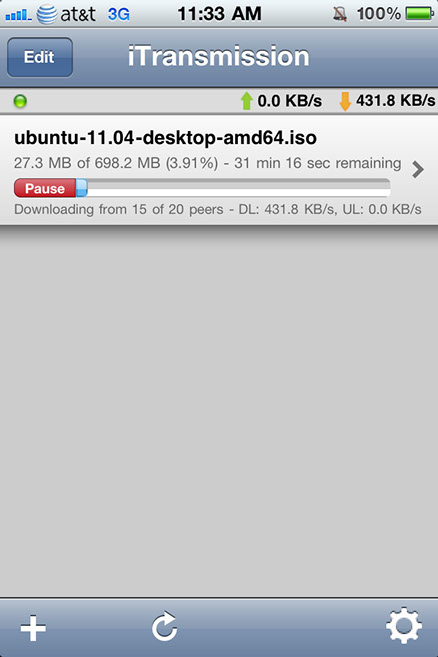 at&t 3G 11:33 AM 100%
Edit iTransmission
0.0 KB/s 431.8 KB/s
ubuntu-11.04-desktop-amd64.iso
27.3 MB of 698.2 MB (3.91%) - 31 min 16 sec remaining
Pause
Downloading from 15 of 20 peers - DL: 431.8 KB/s, UL: 0.0 KB/s